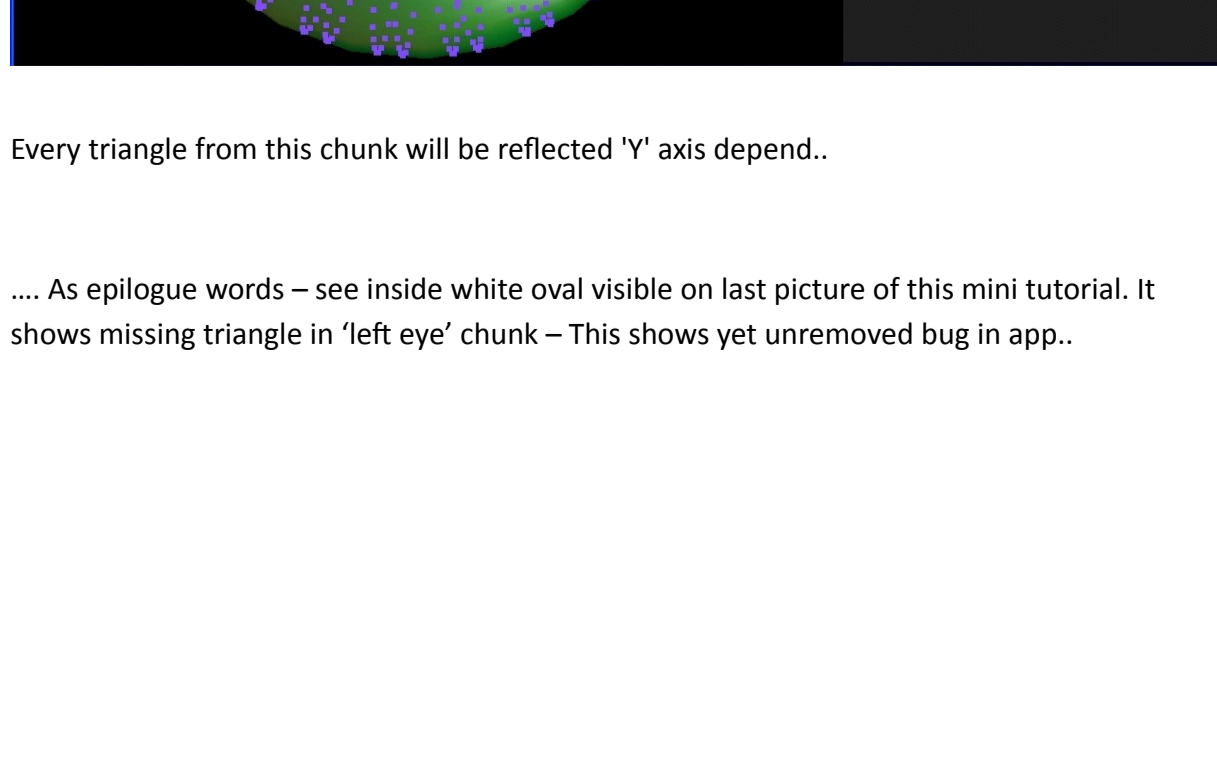 Every triangle from this chunk will be reflected 'Y' axis depend..
.... As epilogue words – see inside white oval visible on last picture of this mini tutorial. It
shows missing triangle in ‘left eye’ chunk – This shows yet unremoved bug in app..